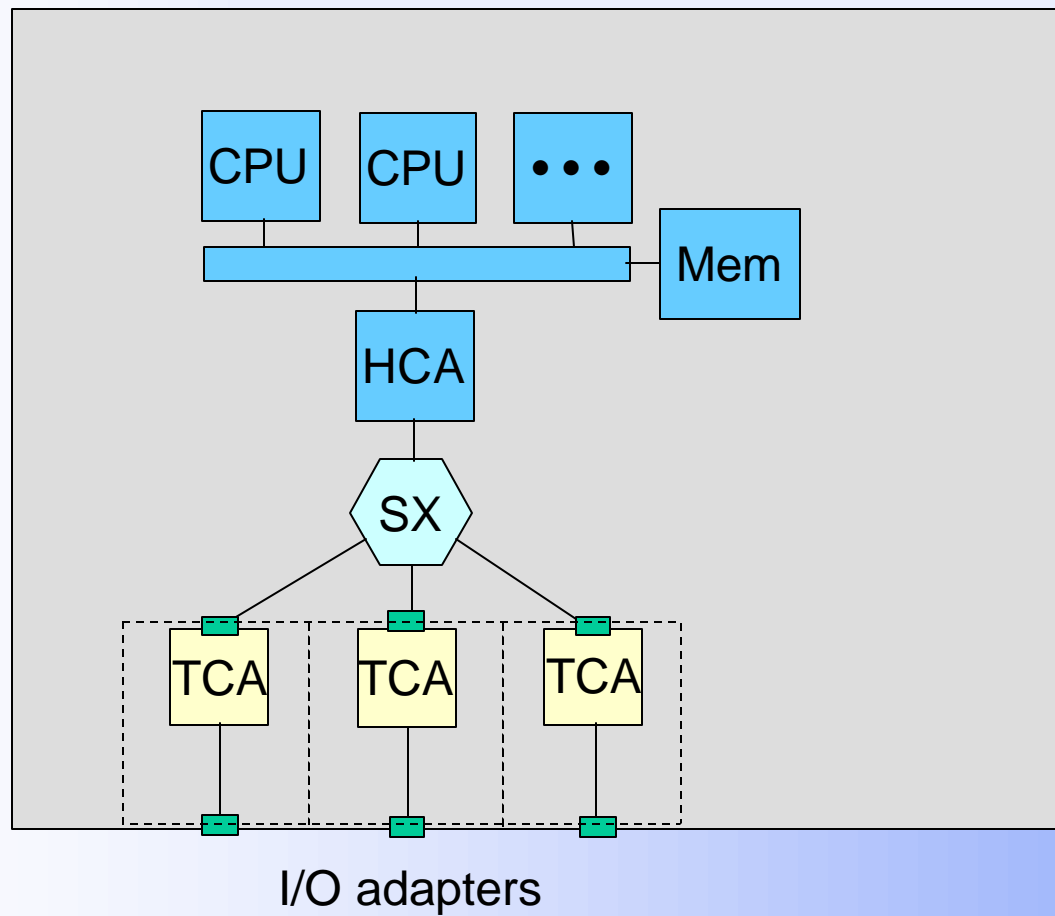 CPU
CPU
•••
Mem
HCA
SX
TCA
TCA
TCA
I/O adapters